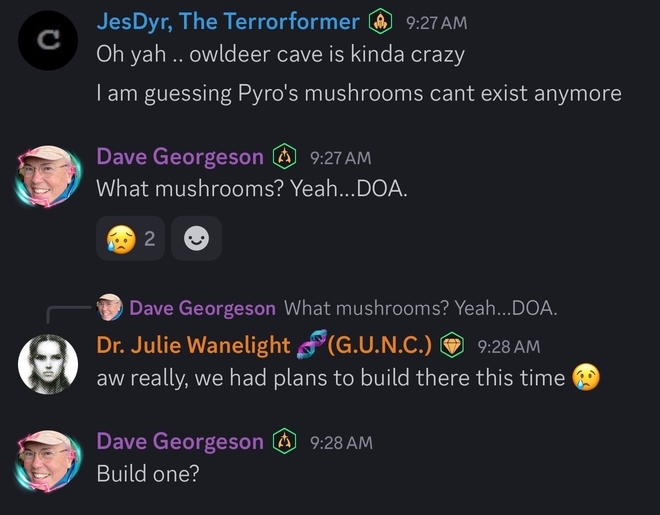 JesDyr, The Terrorformer 9:27 AM
Oh yah .. owldeer cave is kinda crazy
I am guessing Pyro's mushrooms cant exist anymore
Dave Georgeson 9:27 AM
What mushrooms? Yeah...DOA.
😥 2
Dave Georgeson What mushrooms? Yeah...DOA.
Dr. Julie Wanelight 🧬(G.U.N.C.) 9:28 AM
aw really, we had plans to build there this time 😢
Dave Georgeson 9:28 AM
Build one?